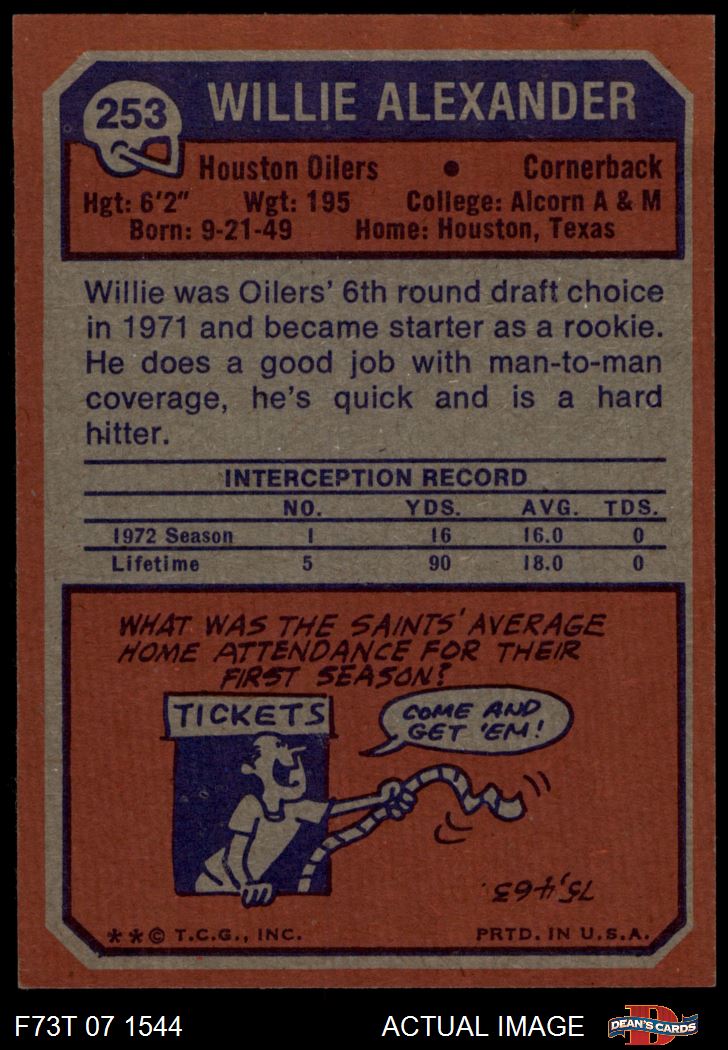 253
WILLIE ALEXANDER
Houston Oilers • Cornerback
Hgt: 6'2" Wgt: 195 College: Alcorn A & M
Born: 9-21-49 Home: Houston, Texas
Willie was Oilers' 6th round draft choice
in 1971 and became starter as a rookie.
He does a good job with man-to-man
coverage, he's quick and is a hard
hitter.
INTERCEPTION RECORD
NO. YDS. AVG. TDS.
1972 Season 1 16 16.0 0
Lifetime 5 90 18.0 0
WHAT WAS THE SAINTS' AVERAGE
HOME ATTENDANCE FOR THEIR
FIRST SEASON?
TICKETS
COME AND
GET 'EM!
75,463.
**© T.C.G., INC. PRTD. IN U.S.A.
F73T 07 1544 ACTUAL IMAGE
D
DEAN'S CARDS